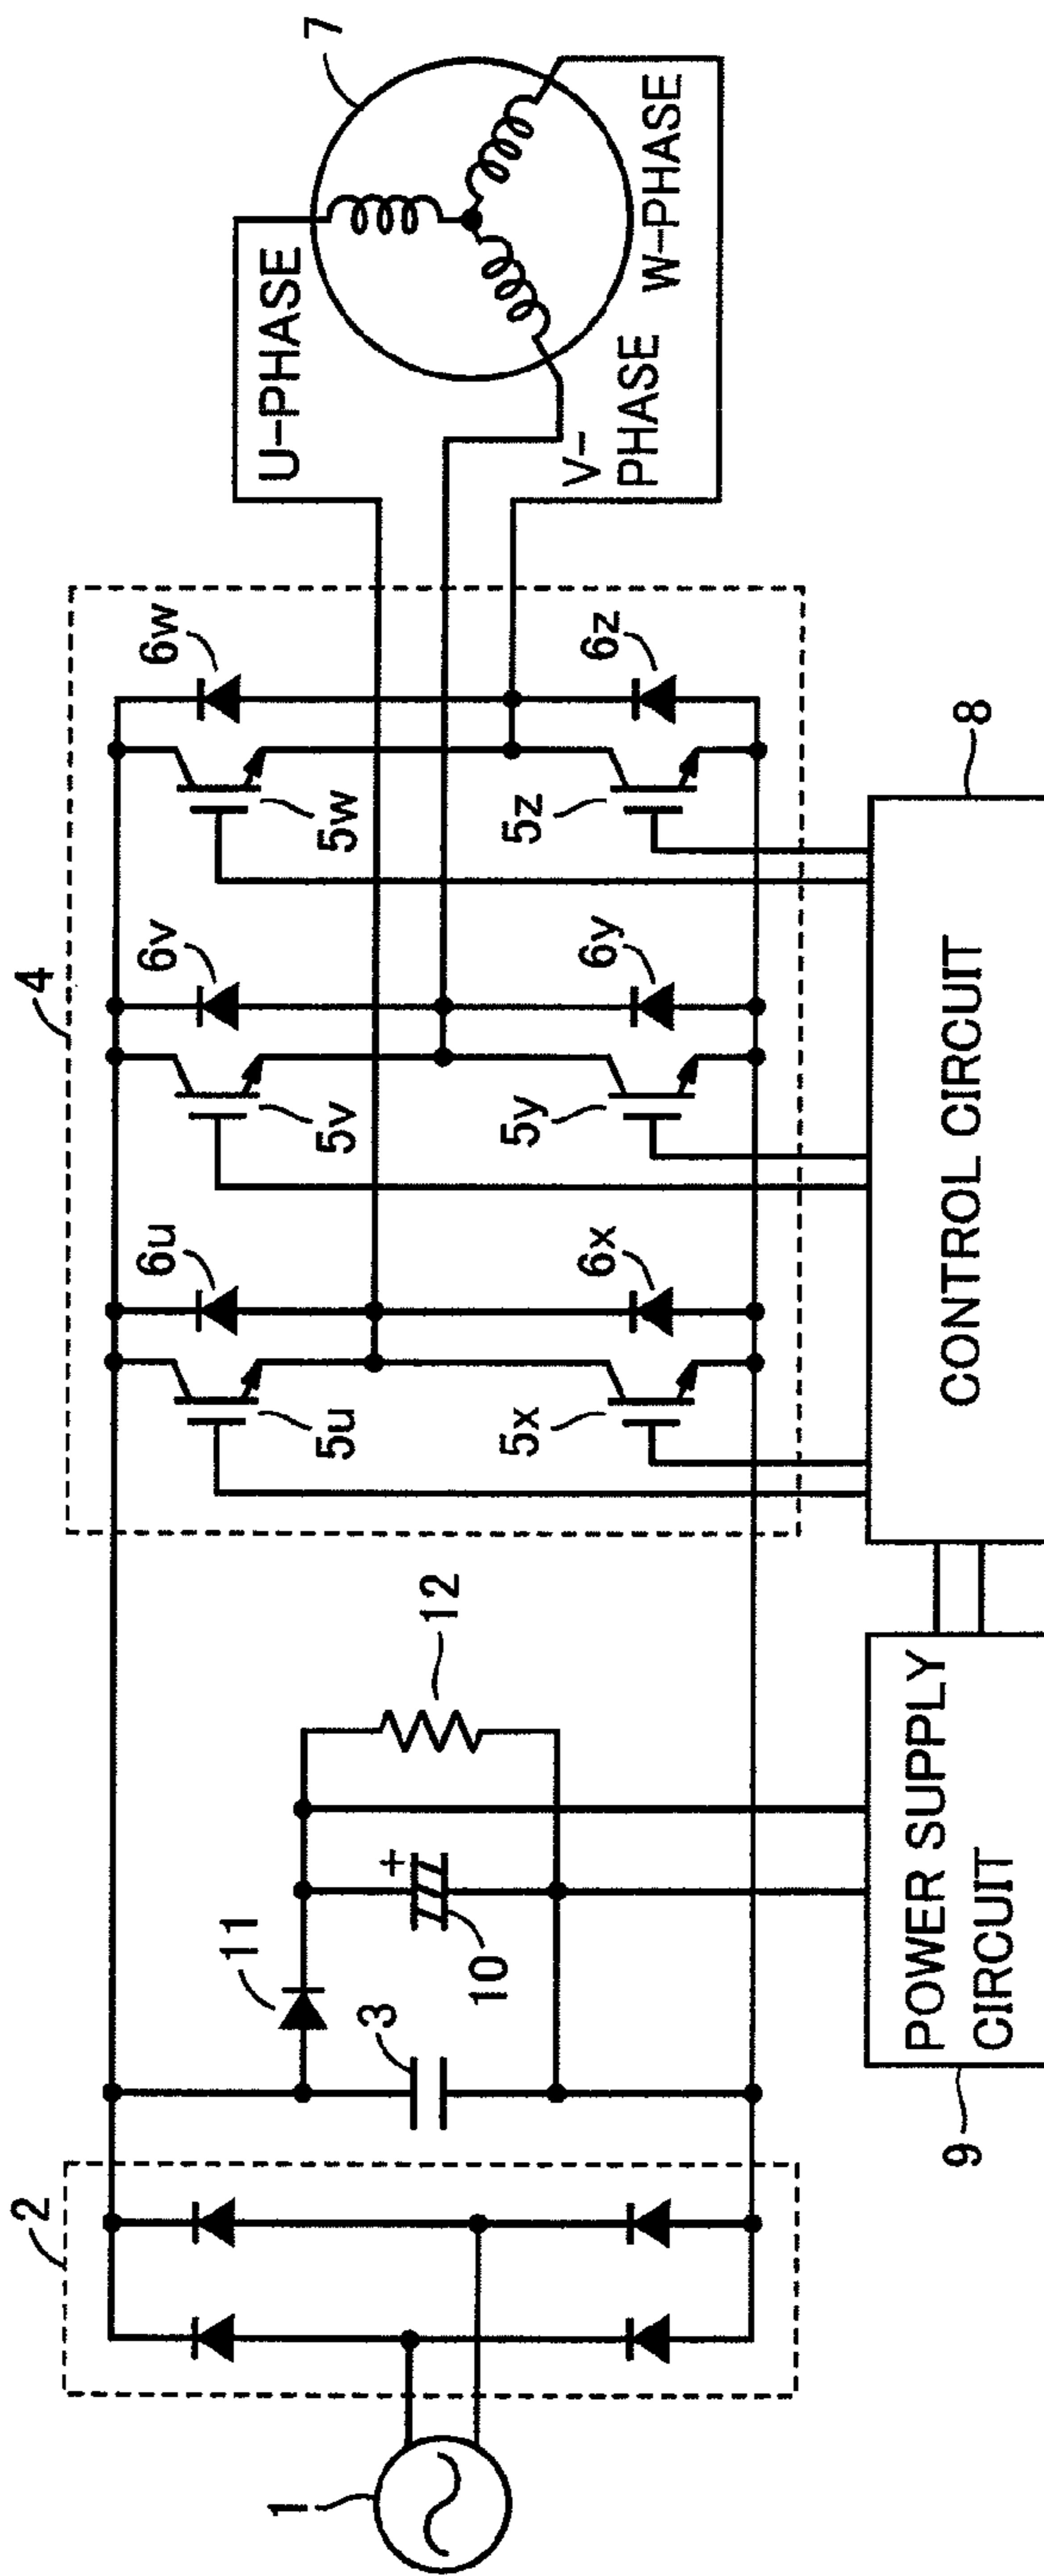 1
2
3
11
10
+
12
4
5u
6u
5x
6x
5v
6v
5y
6y
5w
6w
5z
6z
U-PHASE
V-
PHASE
W-PHASE
7
POWER SUPPLY
CIRCUIT
9
CONTROL CIRCUIT
8